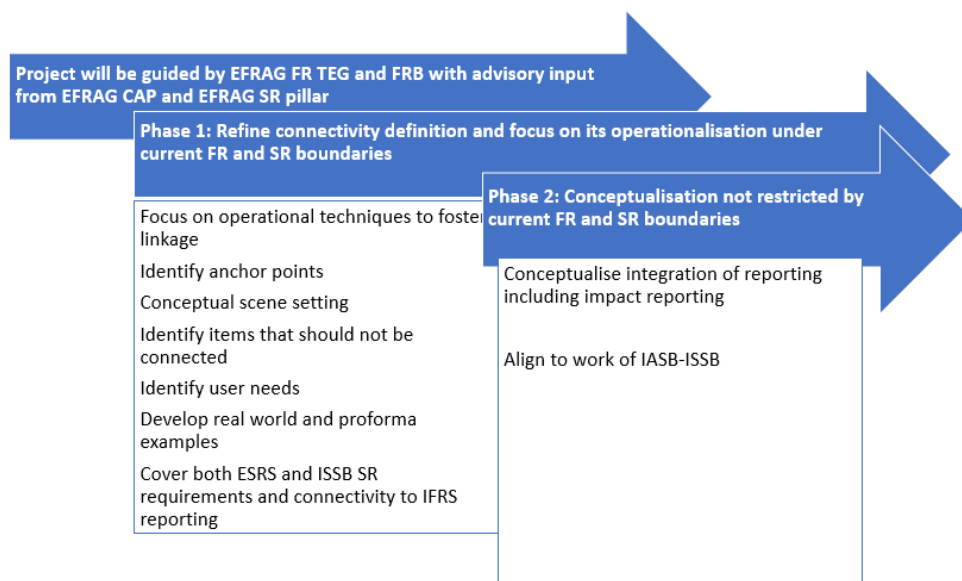 Project will be guided by EFRAG FR TEG and FRB with advisory input
from EFRAG CAP and EFRAG SR pillar
Phase 1: Refine connectivity definition and focus on its operationalisation under
current FR and SR boundaries
Focus on operational techniques to foster
linkage
Identify anchor points
Conceptual scene setting
Identify items that should not be
connected
Identify user needs
Develop real world and proforma
examples
Cover both ESRS and ISSB SR
requirements and connectivity to IFRS
reporting
Phase 2: Conceptualisation not restricted by
current FR and SR boundaries
Conceptualise integration of reporting
including impact reporting
Align to work of IASB-ISSB